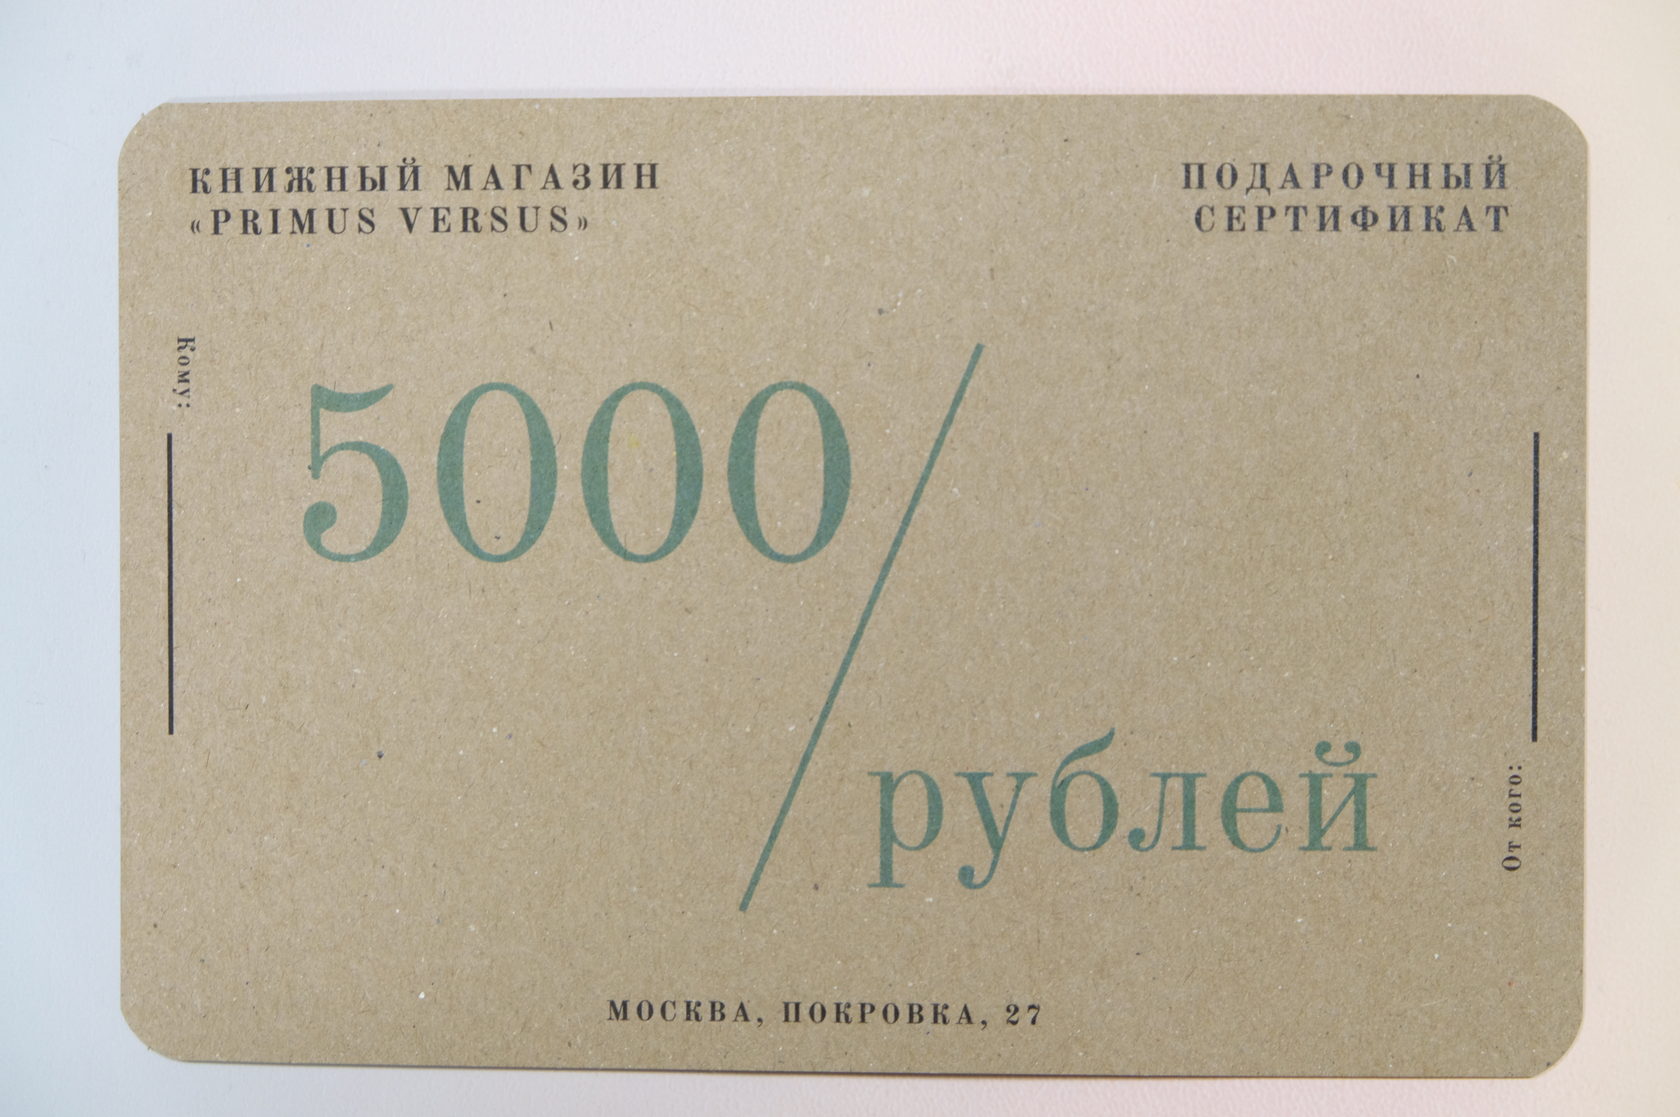 КНИЖНЫЙ МАГАЗИН
«PRIMUS VERSUS»
ПОДАРОЧНЫЙ
СЕРТИФИКАТ
Кому:
5000/
рублей
От кого:
МОСКВА, ПОКРОВКА, 27